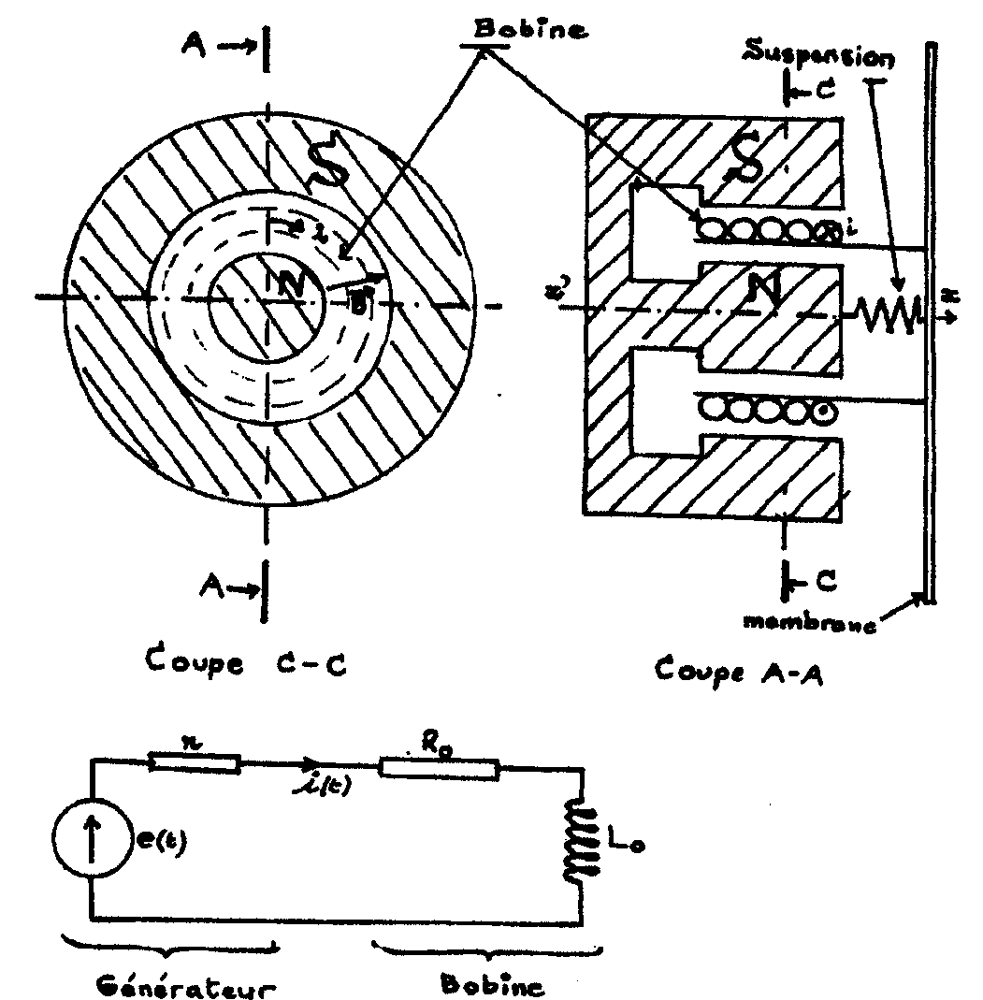 Bobine
A
Suspension
C
S
S
i
i
N
N
B
x'
x
A
C
membrane
Coupe C-C
Coupe A-A
r
R₀
i(t)
e(t)
L₀
Générateur
Bobine